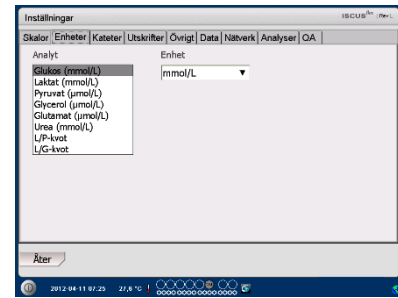 Inställningar
ISCUS flex
Skalor Enheter Kateter Utskrifter Övrigt Data Nätverk Analyser QA
Analyt Enhet
Glukos (mmol/L) mmol/L
Laktat (mmol/L)
Pyruvat (µmol/L)
Glycerol (µmol/L)
Glutamat (µmol/L)
Urea (mmol/L)
L/P-kvot
L/G-kvot
Åter
2012-04-11 07:25 27,6 °C